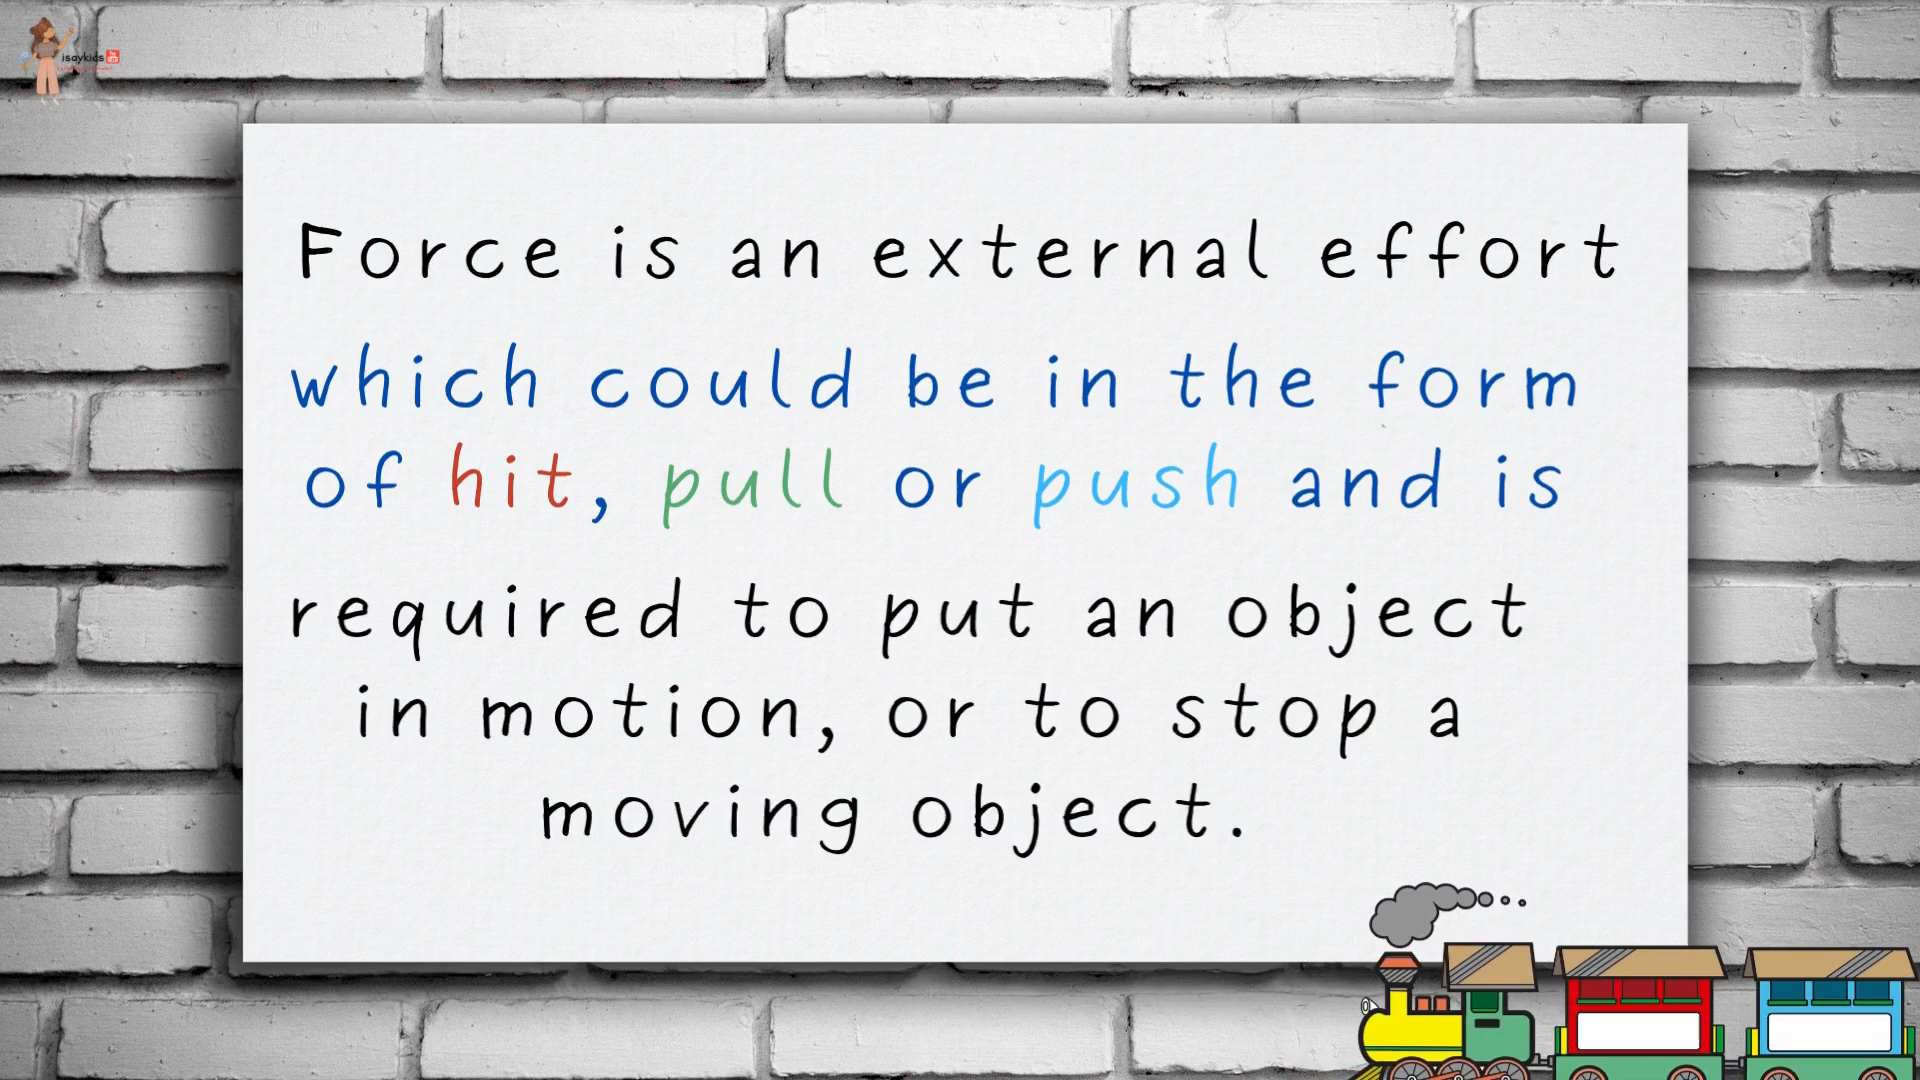 isaykids
Force is an external effort
which could be in the form
of hit, pull or push and is
required to put an object
in motion, or to stop a
moving object.